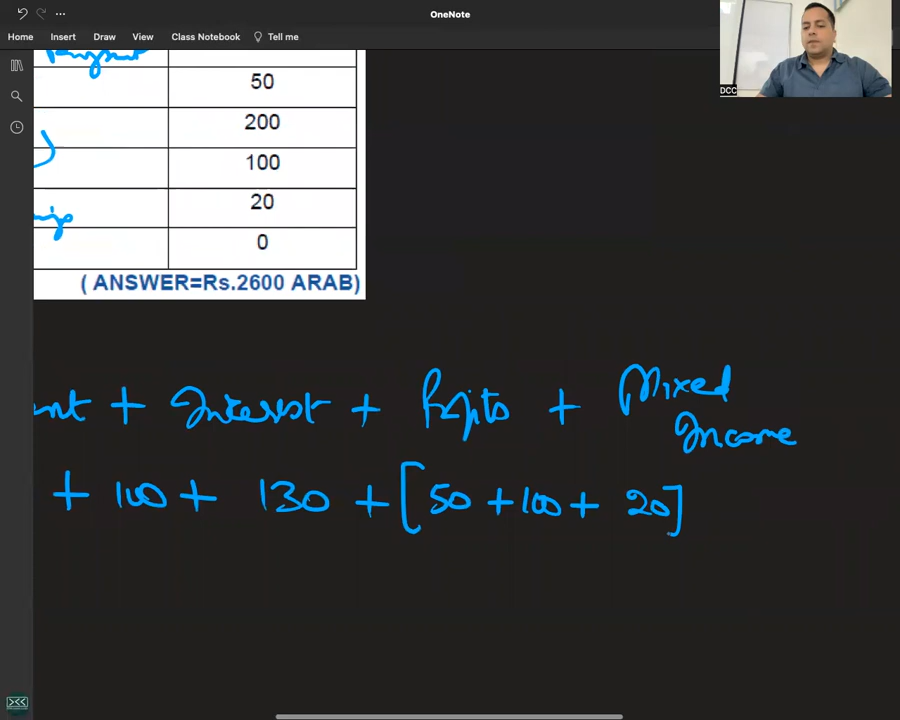 OneNote
Home Insert Draw View Class Notebook Tell me
DCC
50
200
100
20
0
( ANSWER=Rs.2600 ARAB)
+ Interest + Profits + Mixed
Income
+ 100 + 130 + [50 + 100 + 20]